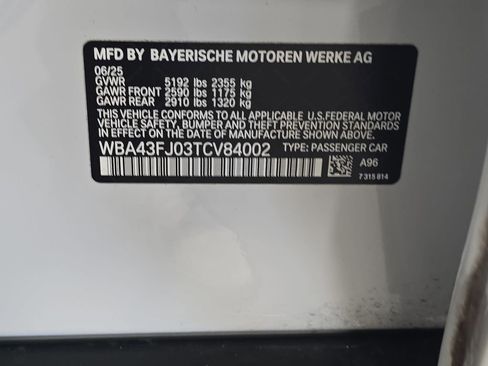 MFD BY BAYERISCHE MOTOREN WERKE AG
06/25
GVWR 5192 lbs 2355 kg
GAWR FRONT 2590 lbs 1175 kg
GAWR REAR 2910 lbs 1320 kg
THIS VEHICLE CONFORMS TO ALL APPLICABLE U.S.FEDERAL MOTOR
VEHICLE SAFETY, BUMPER AND THEFT PREVENTION STANDARDS
IN EFFECT ON THE DATE OF MANUFACTURE SHOWN ABOVE.
WBA43FJ03TCV84002 TYPE: PASSENGER CAR
A96
7 315 814